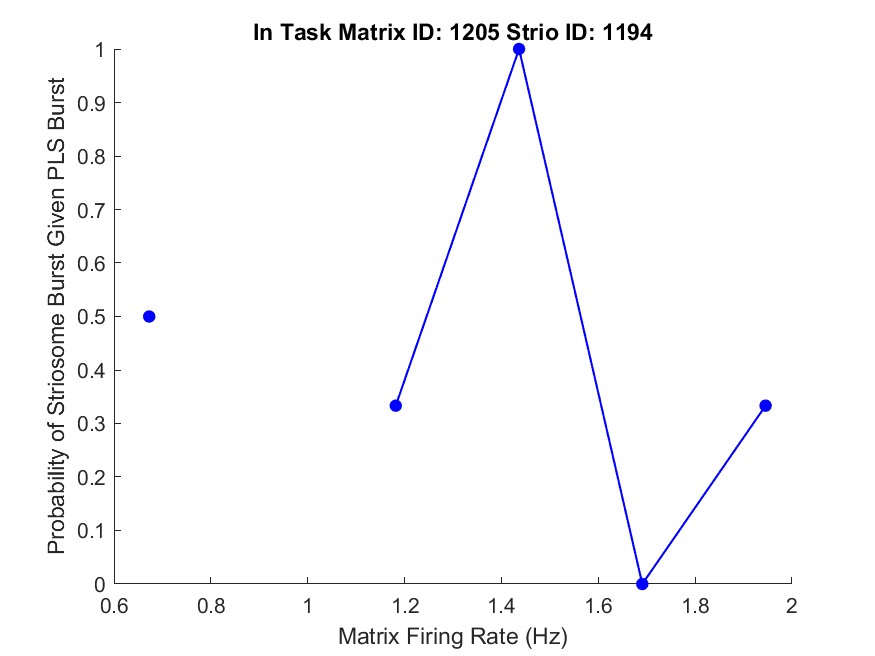 In Task Matrix ID: 1205 Strio ID: 1194
Probability of Striosome Burst Given PLS Burst
1
0.9
0.8
0.7
0.6
0.5
0.4
0.3
0.2
0.1
0
0.6 0.8 1 1.2 1.4 1.6 1.8 2
Matrix Firing Rate (Hz)